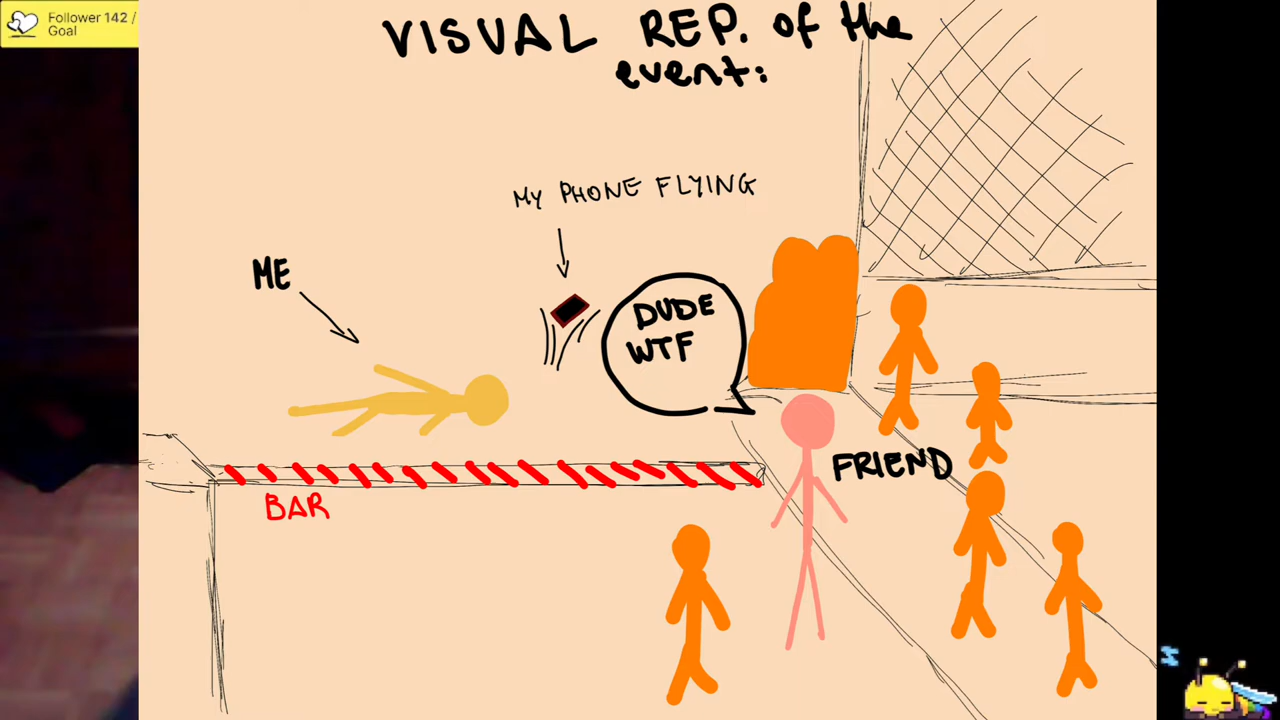 Follower 142 /
Goal
VISUAL REP. of the
event:
MY PHONE FLYING
ME
DUDE
WTF
FRIEND
BAR
z